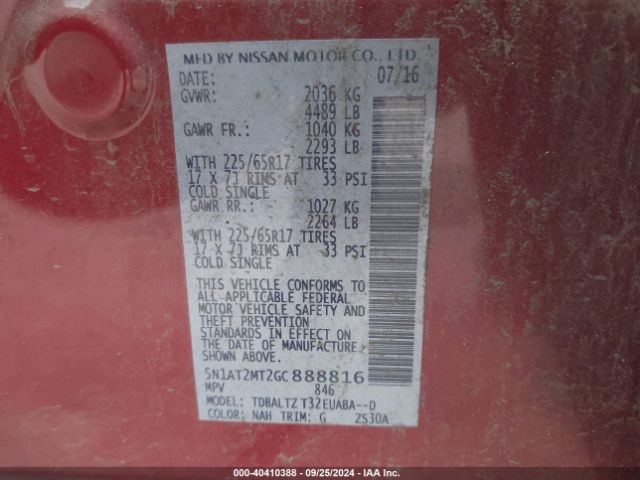 MFD BY NISSAN MOTOR CO., LTD.
DATE: 07/16
GVWR: 2036 KG
4489 LB
GAWR FR.: 1040 KG
2293 LB
WITH 225/65R17 TIRES
17 X 7J RIMS AT 33 PSI
COLD SINGLE
GAWR RR.: 1027 KG
2264 LB
WITH 225/65R17 TIRES
17 X 7J RIMS AT 33 PSI
COLD SINGLE
THIS VEHICLE CONFORMS TO
ALL APPLICABLE FEDERAL
MOTOR VEHICLE SAFETY AND
THEFT PREVENTION
STANDARDS IN EFFECT ON
THE DATE OF MANUFACTURE
SHOWN ABOVE.
5N1AT2MT2GC888816
MPV 846
MODEL: TDBALTZ T32EUABA--D
COLOR: NAH TRIM: G ZS30A
000-40410388 - 09/25/2024 - IAA Inc.